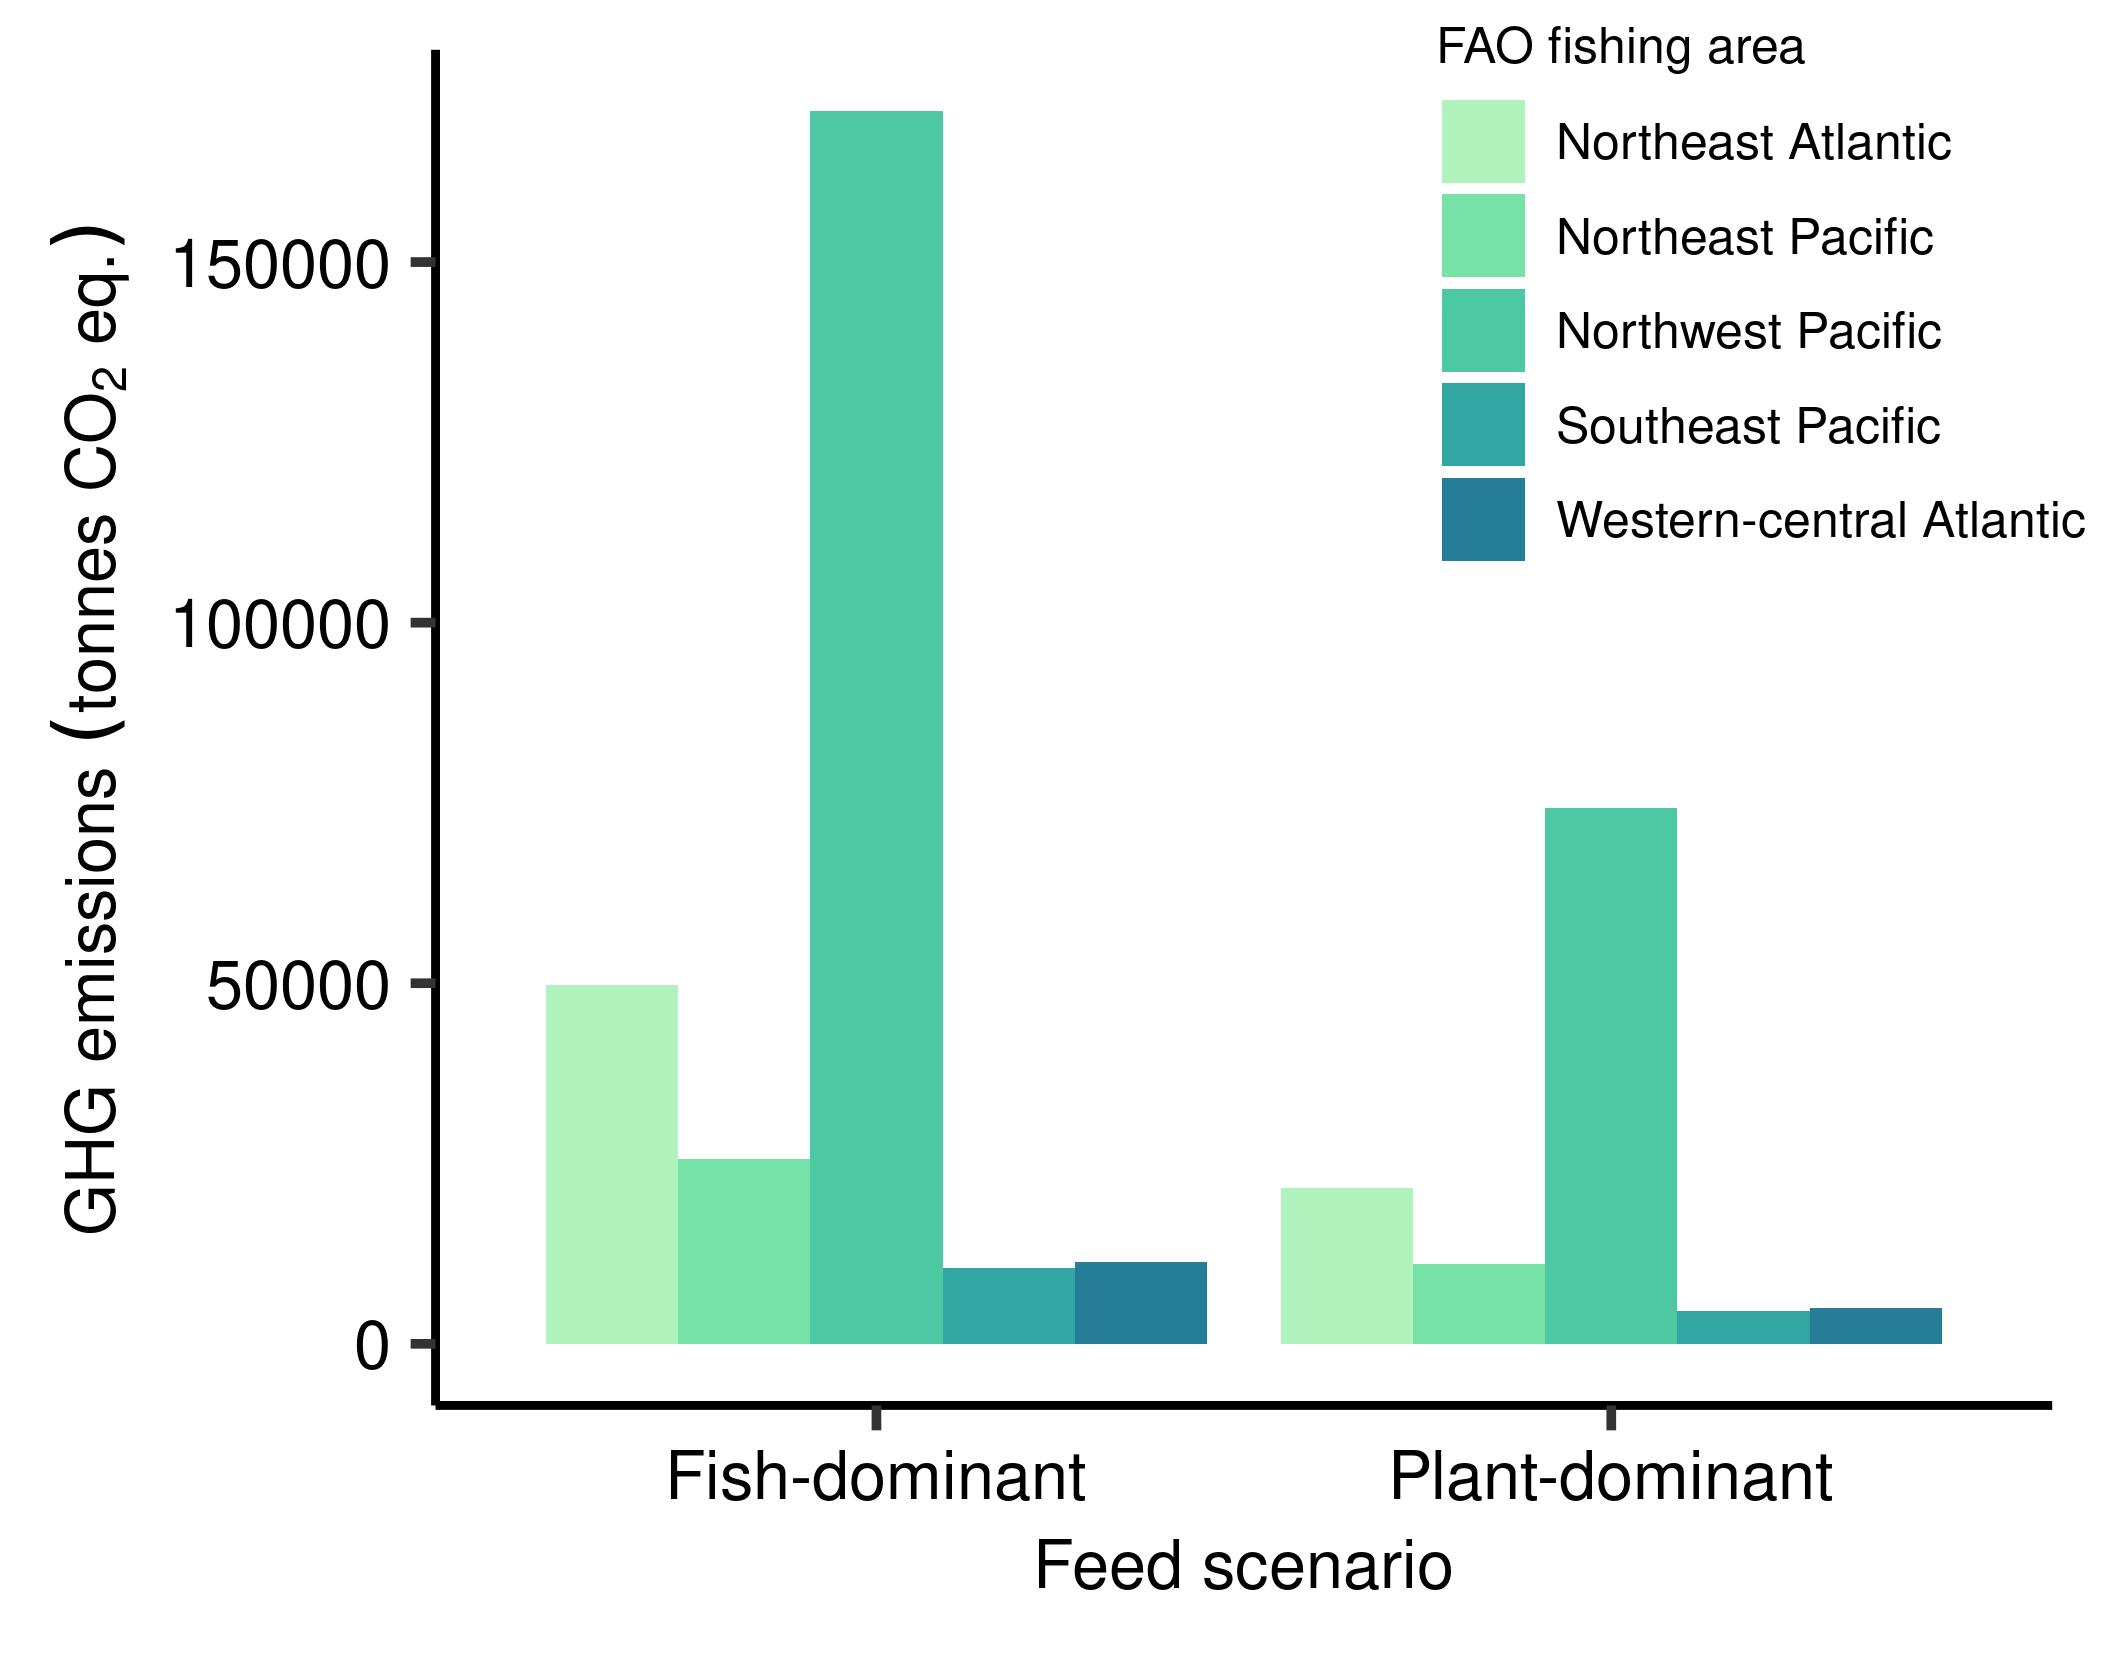 FAO fishing area
Northeast Atlantic
Northeast Pacific
Northwest Pacific
Southeast Pacific
Western-central Atlantic
GHG emissions (tonnes CO₂ eq.)
150000
100000
50000
0
Fish-dominant
Plant-dominant
Feed scenario